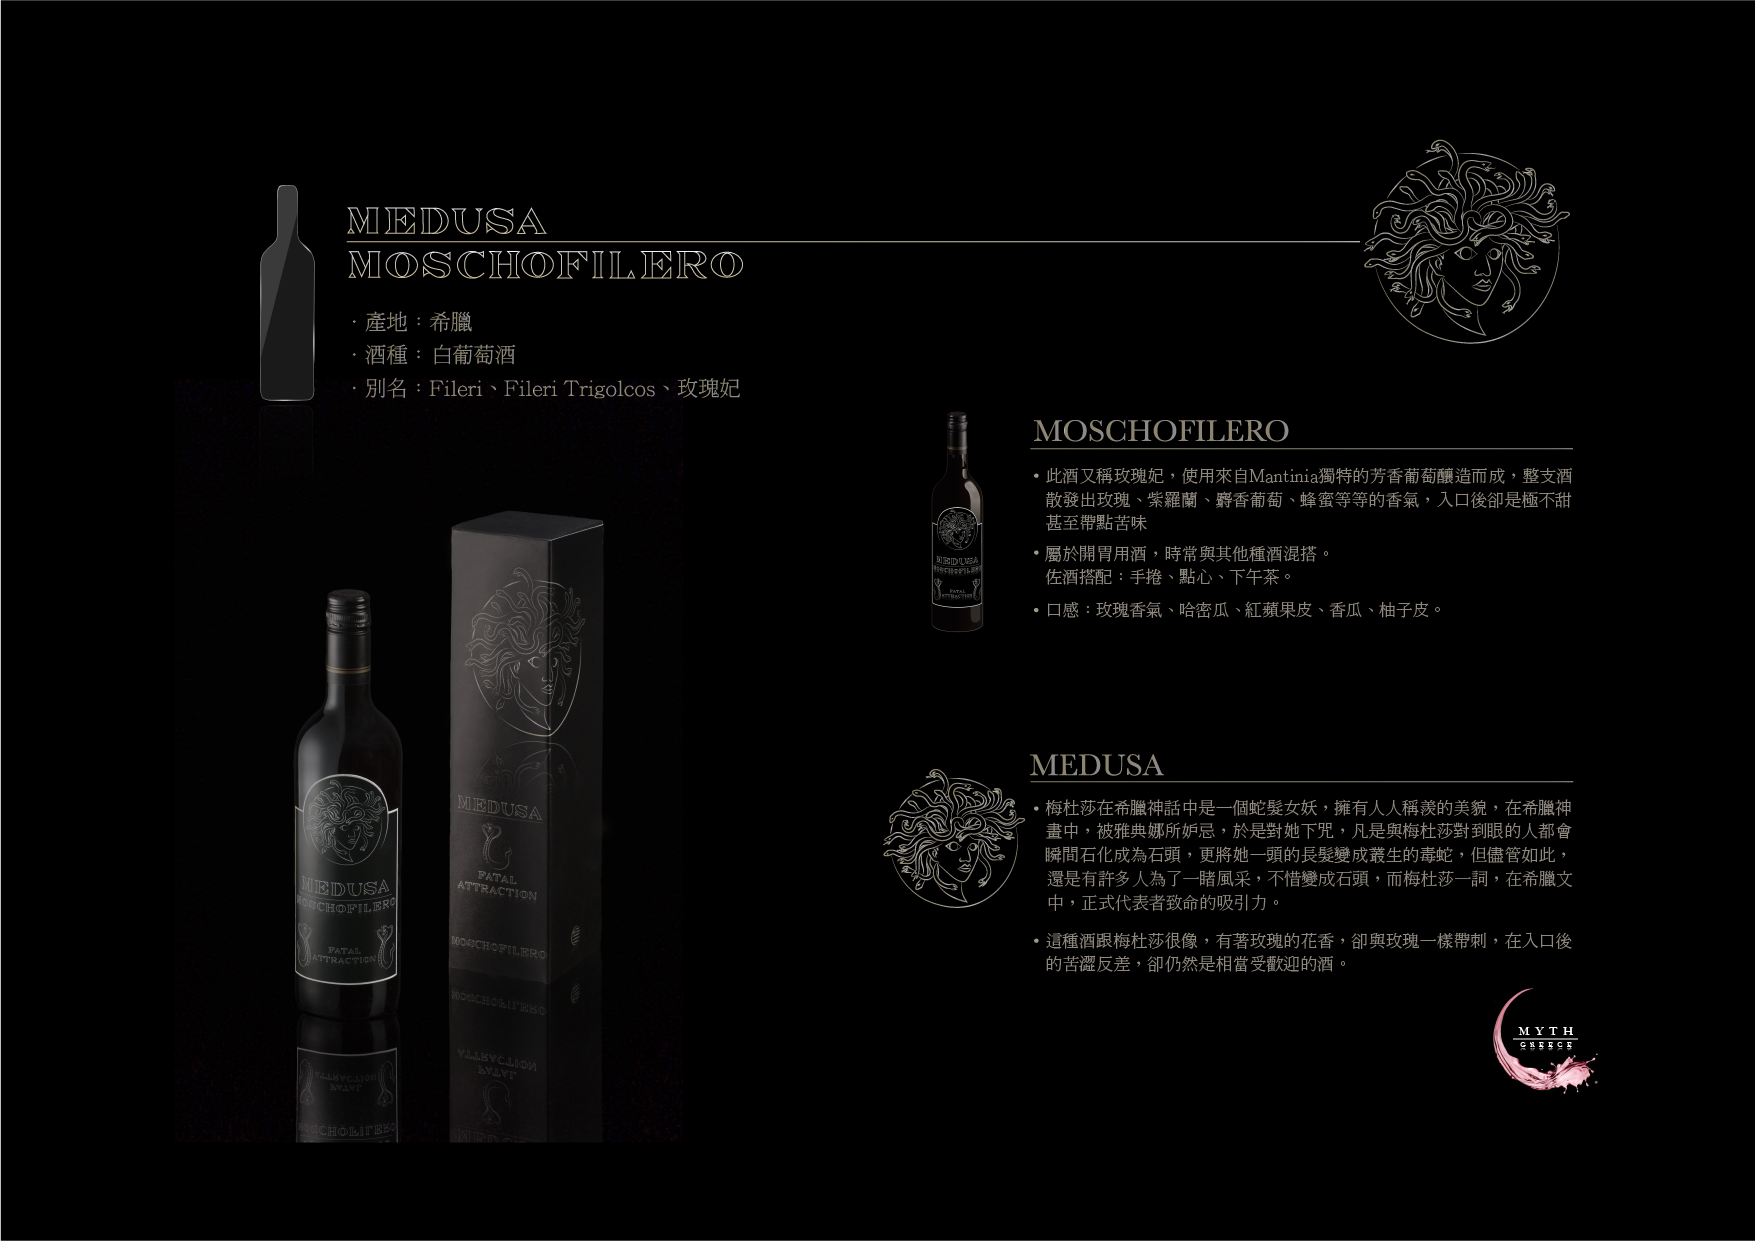 MEDUSA
MOSCHOFILERO
· 產地：希臘
· 酒種：白葡萄酒
· 別名：Fileri、Fileri Trigolcos、玫瑰妃
MOSCHOFILERO
• 此酒又稱玫瑰妃，使用來自Mantinia獨特的芳香葡萄釀造而成，整支酒
散發出玫瑰、紫羅蘭、麝香葡萄、蜂蜜等等的香氣，入口後卻是極不甜
甚至帶點苦味
• 屬於開胃用酒，時常與其他種酒混搭。
佐酒搭配：手捲、點心、下午茶。
• 口感：玫瑰香氣、哈密瓜、紅蘋果皮、香瓜、柚子皮。
MEDUSA
MOSCHOFILERO
FATAL
ATTRACTION
MEDUSA
FATAL
ATTRACTION
MOSCHOFILERO
MEDUSA
MOSCHOFILERO
FATAL
ATTRACTION
MEDUSA
• 梅杜莎在希臘神話中是一個蛇髮女妖，擁有人人稱羨的美貌，在希臘神
畫中，被雅典娜所妒忌，於是對她下咒，凡是與梅杜莎對到眼的人都會
瞬間石化成為石頭，更將她一頭的長髮變成叢生的毒蛇，但儘管如此，
還是有許多人為了一睹風采，不惜變成石頭，而梅杜莎一詞，在希臘文
中，正式代表者致命的吸引力。
• 這種酒跟梅杜莎很像，有著玫瑰的花香，卻與玫瑰一樣帶刺，在入口後
的苦澀反差，卻仍然是相當受歡迎的酒。
MYTH
GREECE